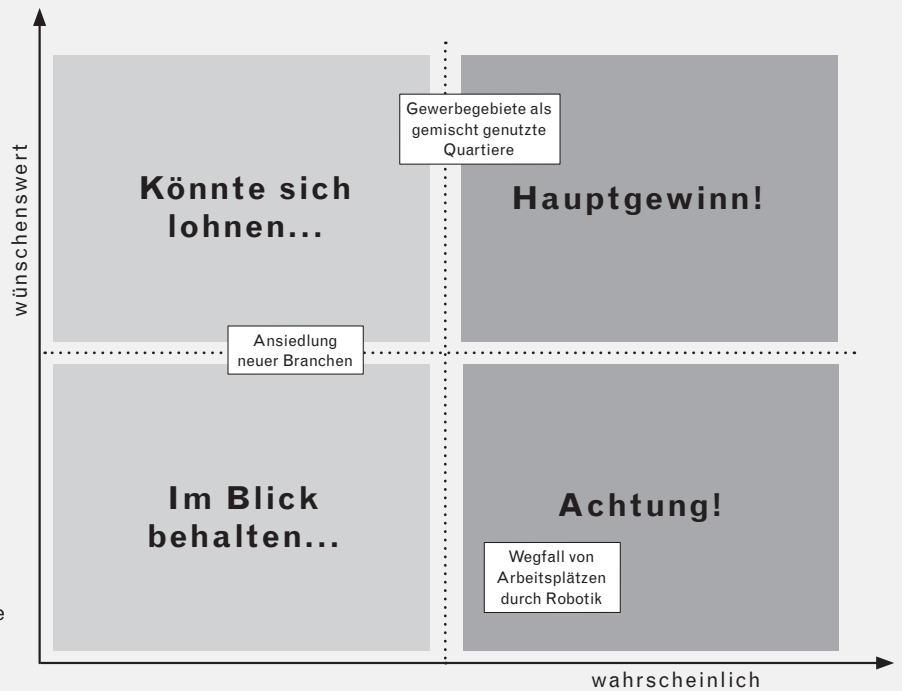 wünschenswert
Gewerbegebiete als
gemischt genutzte
Quartiere
Könnte sich
lohnen...
Hauptgewinn!
Ansiedlung
neuer Branchen
Im Blick
behalten...
Achtung!
Wegfall von
Arbeitsplätzen
durch Robotik
e
wahrscheinlich